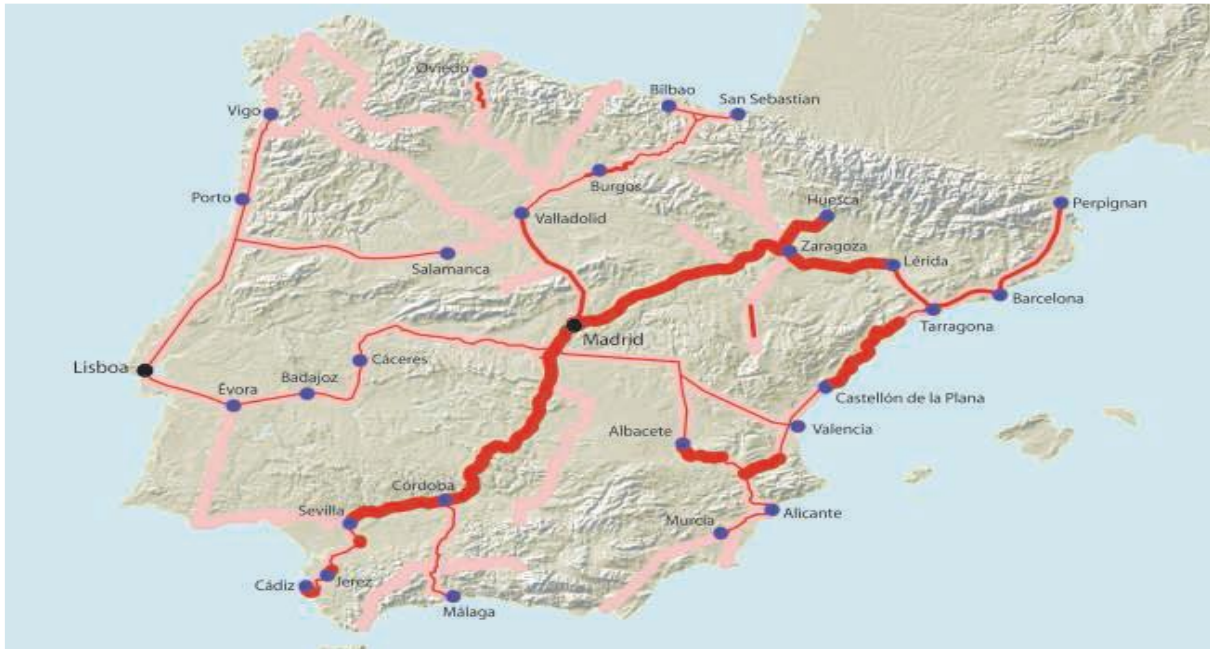 Oviedo
Bilbao
San Sebastian
Vigo
Burgos
Porto
Valladolid
Huesca
Perpignan
Zaragoza
Salamanca
Lérida
Barcelona
Tarragona
Madrid
Lisboa
Cáceres
Badajoz
Évora
Castellón de la Plana
Albacete
Valencia
Córdoba
Sevilla
Alicante
Murcia
Cádiz
Jerez
Málaga